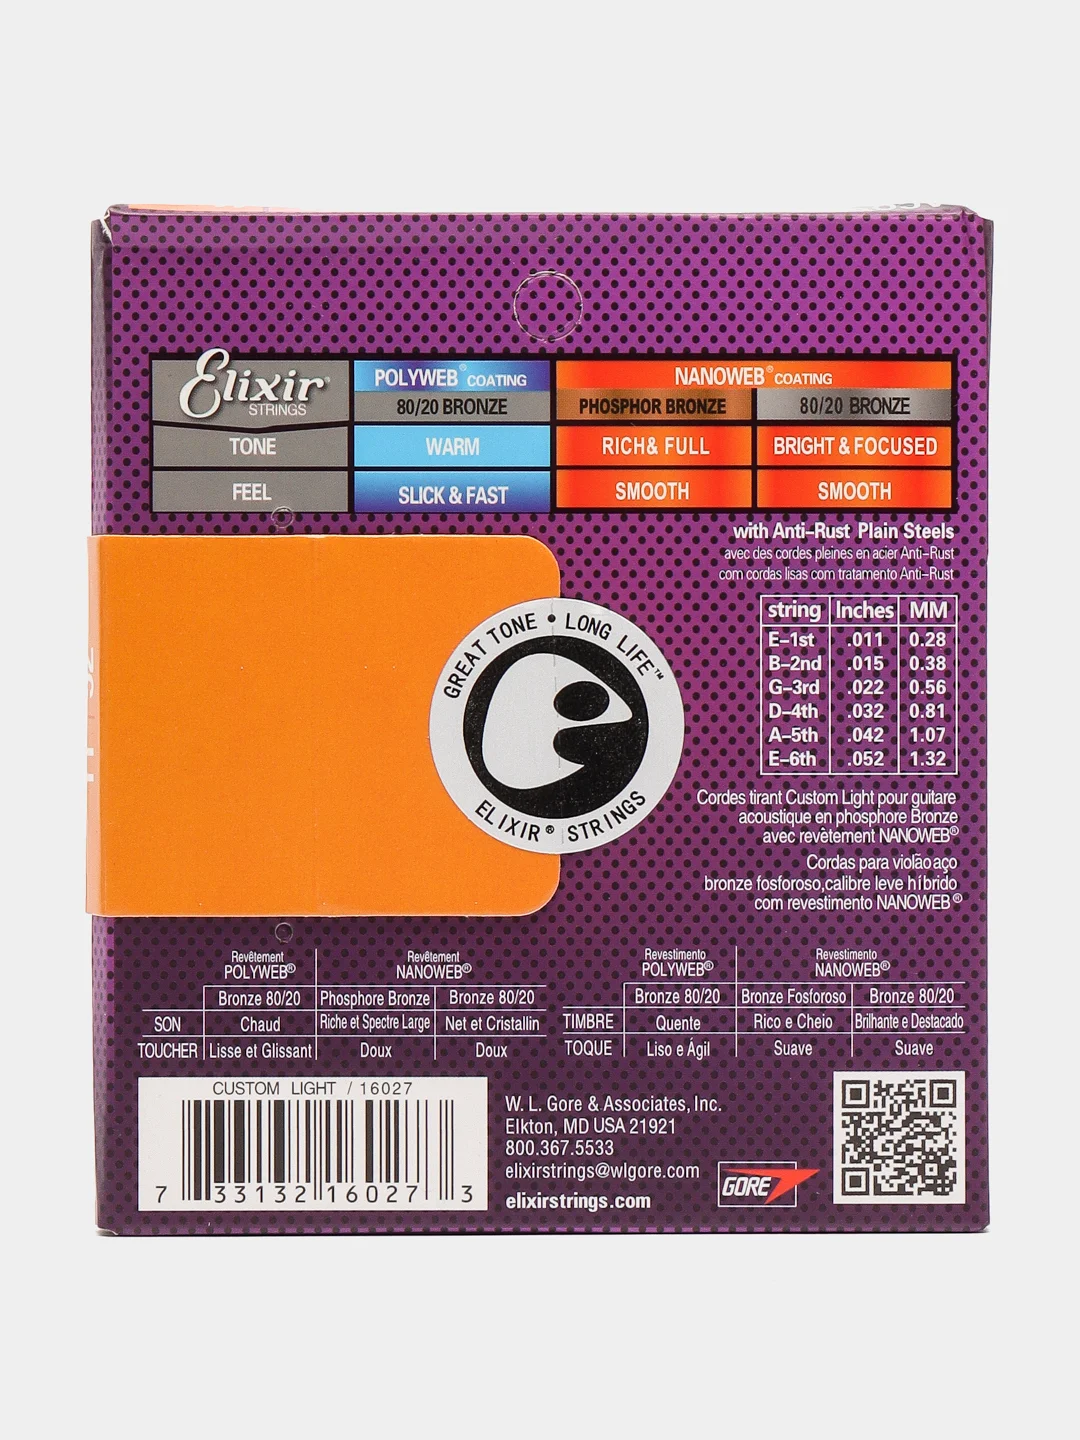 Elixir®
STRINGS
POLYWEB® COATING
NANOWEB® COATING
80/20 BRONZE
PHOSPHOR BRONZE
80/20 BRONZE
TONE
WARM
RICH& FULL
BRIGHT & FOCUSED
FEEL
SLICK & FAST
SMOOTH
SMOOTH
with Anti-Rust Plain Steels
avec des cordes pleines en acier Anti-Rust
com cordas lisas com tratamento Anti-Rust
string Inches MM
E-1st .011 0.28
B-2nd .015 0.38
G-3rd .022 0.56
D-4th .032 0.81
A-5th .042 1.07
E-6th .052 1.32
GREAT TONE • LONG LIFE™
ELIXIR® STRINGS
Cordes tirant Custom Light pour guitare
acoustique en phosphore Bronze
avec revêtement NANOWEB®
Cordas para violão aço
bronze fosforoso,calibre leve híbrido
com revestimento NANOWEB®
Revêtement
POLYWEB®
Revêtement
NANOWEB®
Bronze 80/20 Phosphore Bronze Bronze 80/20
SON Chaud Riche et Spectre Large Net et Cristallin
TOUCHER Lisse et Glissant Doux Doux
Revestimento
POLYWEB®
Revestimento
NANOWEB®
Bronze 80/20 Bronze Fosforoso Bronze 80/20
TIMBRE Quente Rico e Cheio Brilhante e Destacado
TOQUE Liso e Ágil Suave Suave
CUSTOM LIGHT / 16027
7 33132 16027 3
W. L. Gore & Associates, Inc.
Elkton, MD USA 21921
800.367.5533
elixirstrings@wlgore.com
elixirstrings.com
GORE